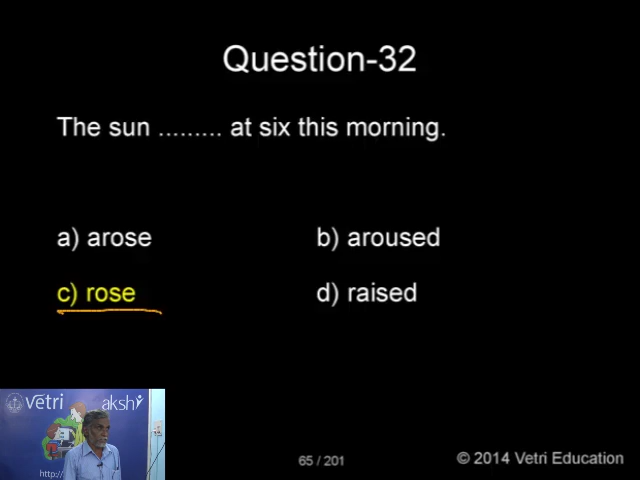 Question-32
The sun ......... at six this morning.
a) arose
b) aroused
c) rose
d) raised
vetri akshi
http:/
65 / 201
© 2014 Vetri Education